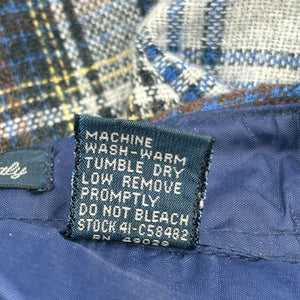 MACHINE
WASH-WARM
TUMBLE DRY
LOW REMOVE
PROMPTLY
DO NOT BLEACH
STOCK 41-C58482